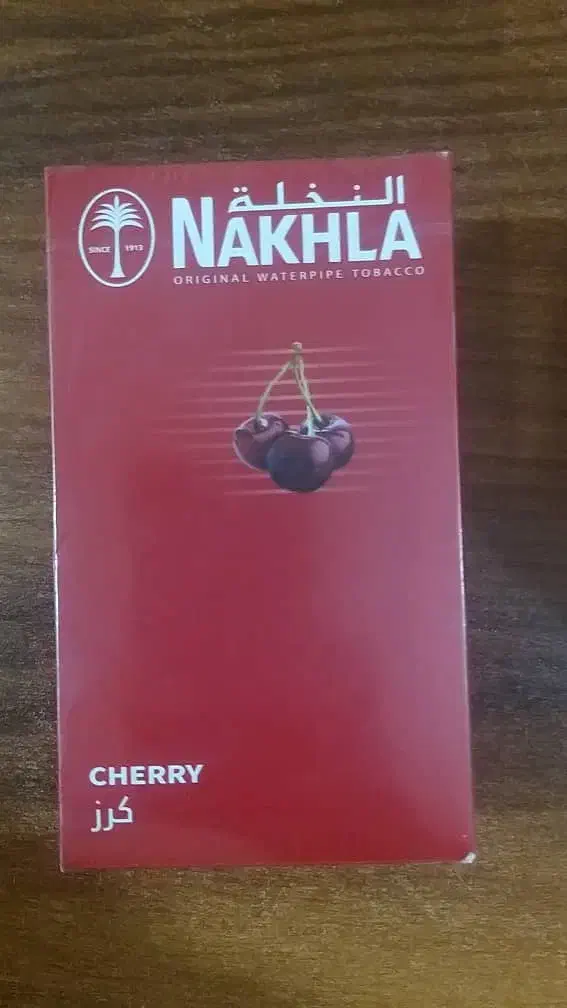 النخلة
NAKHLA
SINCE 1913
ORIGINAL WATERPIPE TOBACCO
CHERRY
كرز